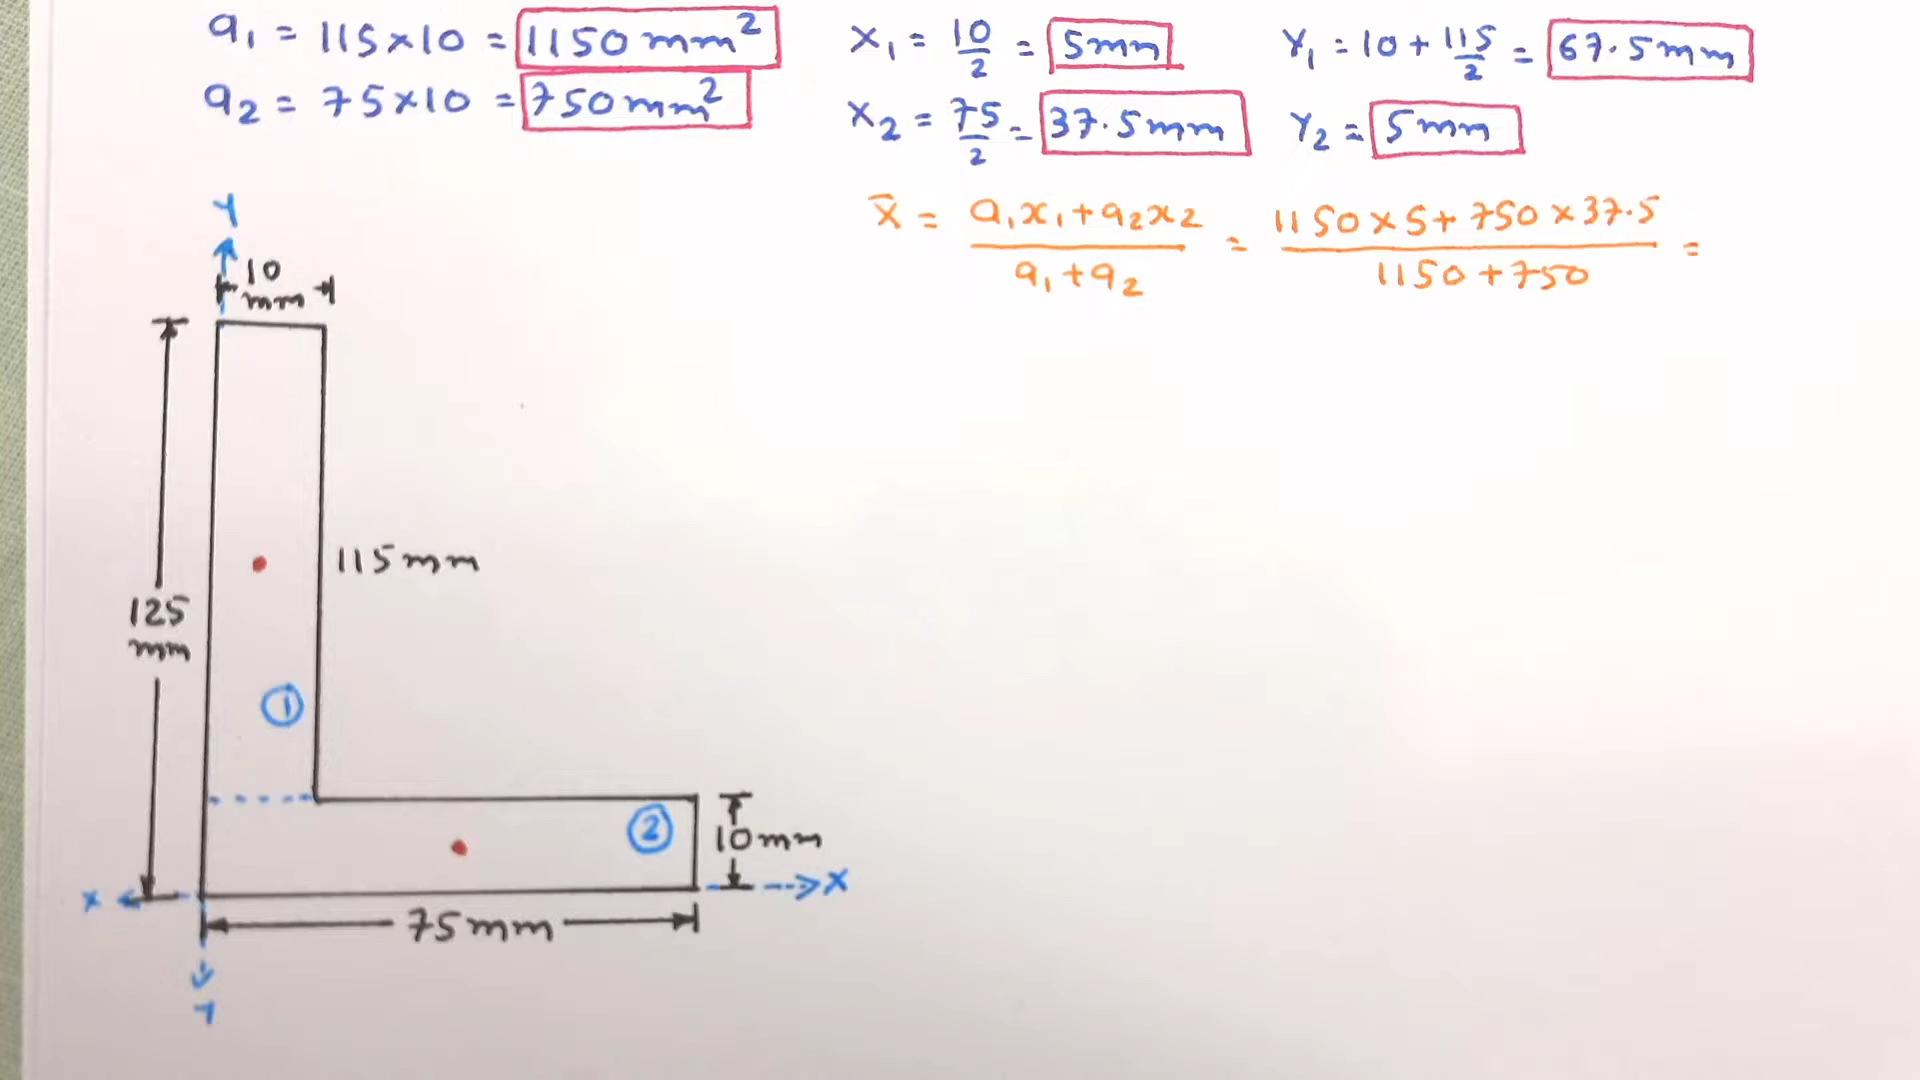 a₁ = 115×10 = 1150 mm²
a₂ = 75×10 = 750 mm²
x₁ = 10/2 = 5mm
x₂ = 75/2 = 37.5mm
Y₁ = 10 + 115/2 = 67.5mm
Y₂ = 5mm
x̄ = a₁x₁+a₂x₂/a₁+a₂ = 1150×5+750×37.5/1150+750 =
Y
10
mm
115mm
125
mm
1
2
10mm
x
x
75mm
Y